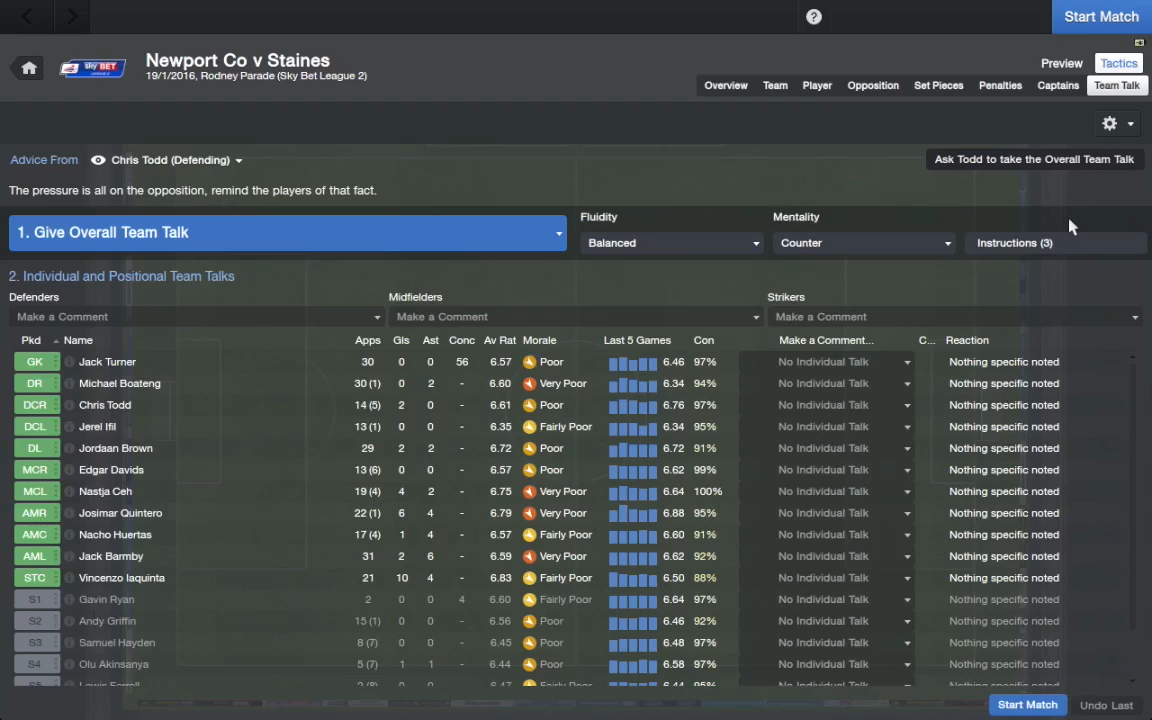 Start Match
sky BET
Newport Co v Staines
19/1/2016, Rodney Parade (Sky Bet League 2)
Preview Tactics
Overview Team Player Opposition Set Pieces Penalties Captains Team Talk
Advice From Chris Todd (Defending) Ask Todd to take the Overall Team Talk
The pressure is all on the opposition, remind the players of that fact.
Fluidity Mentality
1. Give Overall Team Talk Balanced Counter Instructions (3)
2. Individual and Positional Team Talks
Defenders Midfielders Strikers
Make a Comment Make a Comment Make a Comment
Pkd Name Apps Gls Ast Conc Av Rat Morale Last 5 Games Con Make a Comment... C... Reaction
GK Jack Turner 30 0 0 56 6.57 Poor 6.46 97% No Individual Talk Nothing specific noted
DR Michael Boateng 30 (1) 0 2 - 6.60 Very Poor 6.34 94% No Individual Talk Nothing specific noted
DCR Chris Todd 14 (5) 2 0 - 6.61 Poor 6.76 97% No Individual Talk Nothing specific noted
DCL Jerel Ifil 13 (1) 0 0 - 6.35 Fairly Poor 6.34 95% No Individual Talk Nothing specific noted
DL Jordaan Brown 29 2 2 - 6.72 Poor 6.72 91% No Individual Talk Nothing specific noted
MCR Edgar Davids 13 (6) 0 0 - 6.57 Poor 6.62 99% No Individual Talk Nothing specific noted
MCL Nastja Ceh 19 (4) 4 2 - 6.75 Very Poor 6.64 100% No Individual Talk Nothing specific noted
AMR Josimar Quintero 22 (1) 6 4 - 6.79 Very Poor 6.88 95% No Individual Talk Nothing specific noted
AMC Nacho Huertas 17 (4) 1 4 - 6.57 Fairly Poor 6.60 91% No Individual Talk Nothing specific noted
AML Jack Barmby 31 2 6 - 6.59 Very Poor 6.62 92% No Individual Talk Nothing specific noted
STC Vincenzo Iaquinta 21 10 4 - 6.83 Fairly Poor 6.50 88% No Individual Talk Nothing specific noted
S1 Gavin Ryan 2 0 0 4 6.60 Fairly Poor 6.64 97% No Individual Talk Nothing specific noted
S2 Andy Griffin 15 (1) 0 0 - 6.56 Poor 6.46 92% No Individual Talk Nothing specific noted
S3 Samuel Hayden 8 (7) 0 0 - 6.45 Poor 6.48 97% No Individual Talk Nothing specific noted
S4 Olu Akinsanya 5 (7) 1 1 - 6.44 Poor 6.58 97% No Individual Talk Nothing specific noted
Start Match Undo Last